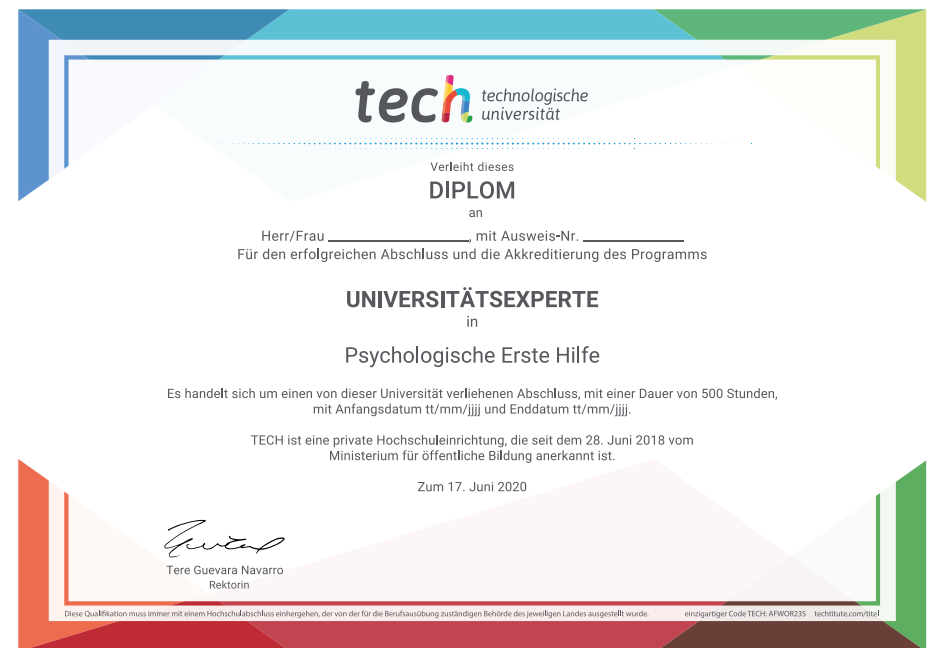 tech technologische
universität
Verleiht dieses
DIPLOM
an
Herr/Frau ____________________, mit Ausweis-Nr. ______________
Für den erfolgreichen Abschluss und die Akkreditierung des Programms
UNIVERSITÄTSEXPERTE
in
Psychologische Erste Hilfe
Es handelt sich um einen von dieser Universität verliehenen Abschluss, mit einer Dauer von 500 Stunden,
mit Anfangsdatum tt/mm/jjjj und Enddatum tt/mm/jjjj.
TECH ist eine private Hochschuleinrichtung, die seit dem 28. Juni 2018 vom
Ministerium für öffentliche Bildung anerkannt ist.
Zum 17. Juni 2020
Tere Guevara Navarro
Rektorin
Diese Qualifikation muss immer mit einem Hochschulabschluss einhergehen, der von der für die Berufsausübung zuständigen Behörde des jeweiligen Landes ausgestellt wurde. einzigartiger Code TECH: AFWOR23S techtitute.com/titel